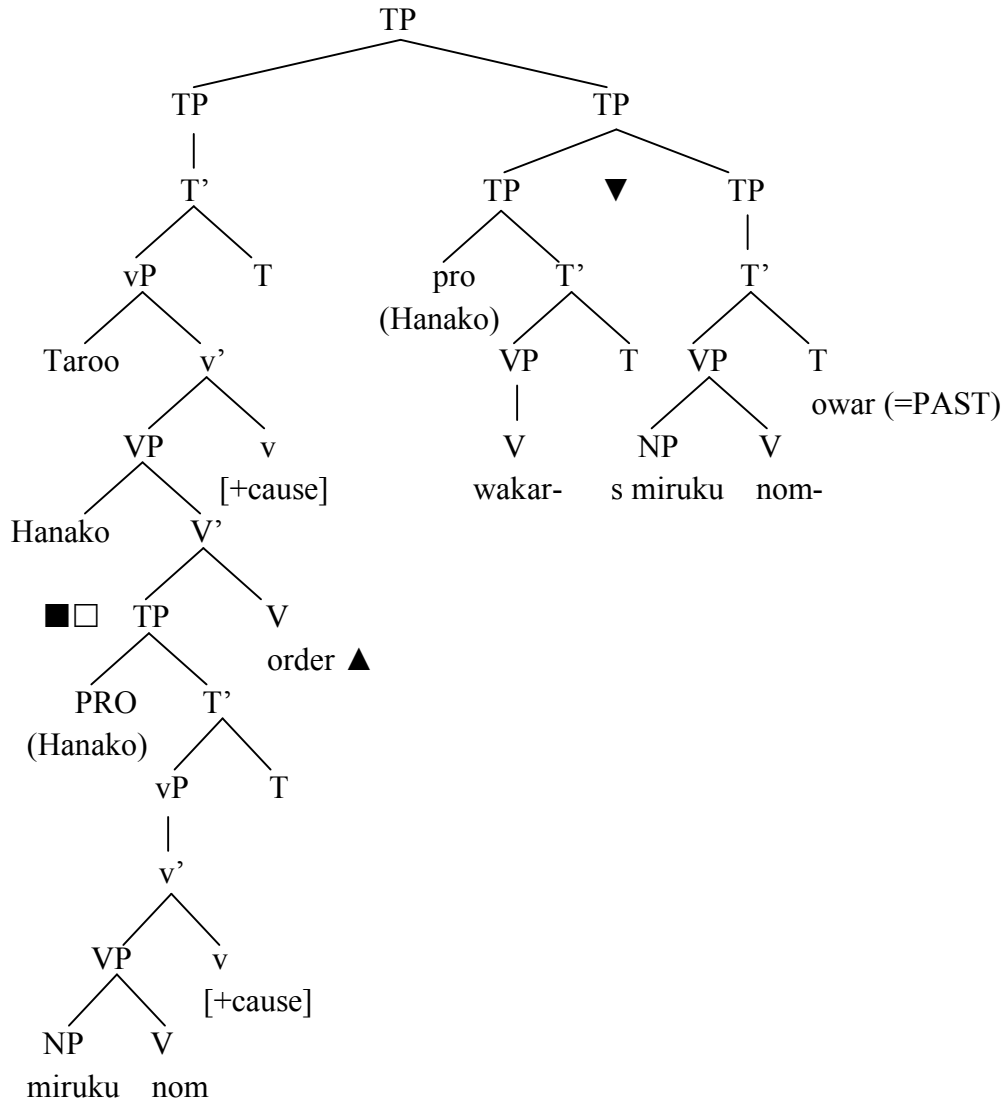 TP
TP TP
T’ TP ▼ TP
vP T pro T’ T’
(Hanako)
Taroo v’ VP T VP T
owar (=PAST)
VP v V NP V
[+cause] wakar- s miruku nom-
Hanako V’
■□ TP V
order ▲
PRO T’
(Hanako)
vP T
v’
VP v
[+cause]
NP V
miruku nom